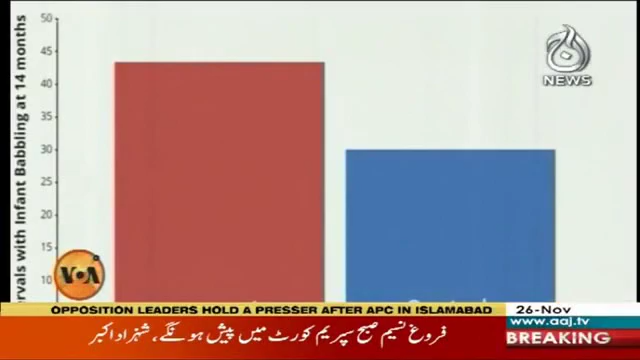 50
45
40
35
30
25
20
15
10
rvals with Infant Babbling at 14 months
آج
NEWS
VOA
OPPOSITION LEADERS HOLD A PRESSER AFTER APC IN ISLAMABAD
26-Nov
www.aaj.tv
فروغ نسیم صبح سپریم کورٹ میں پیش ہونگے، شہزاد اکبر
BREAKING